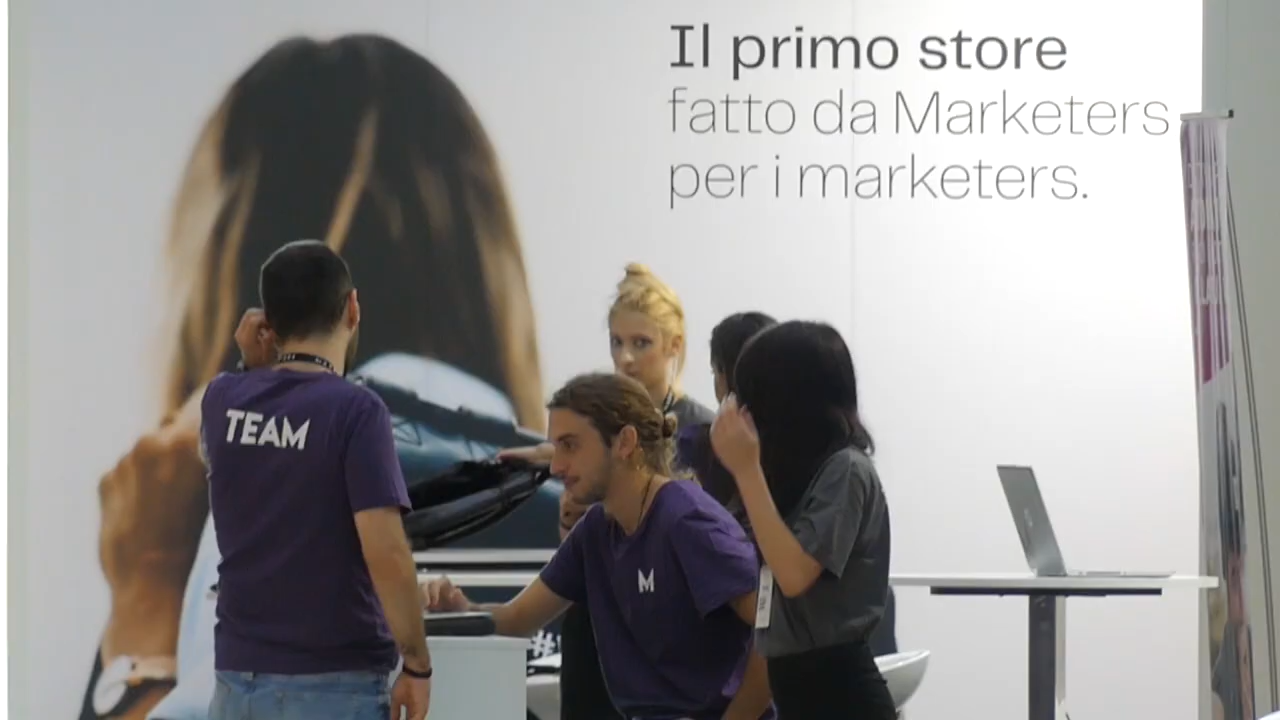 Il primo store
fatto da Marketers
per i marketers.
TEAM
M
#